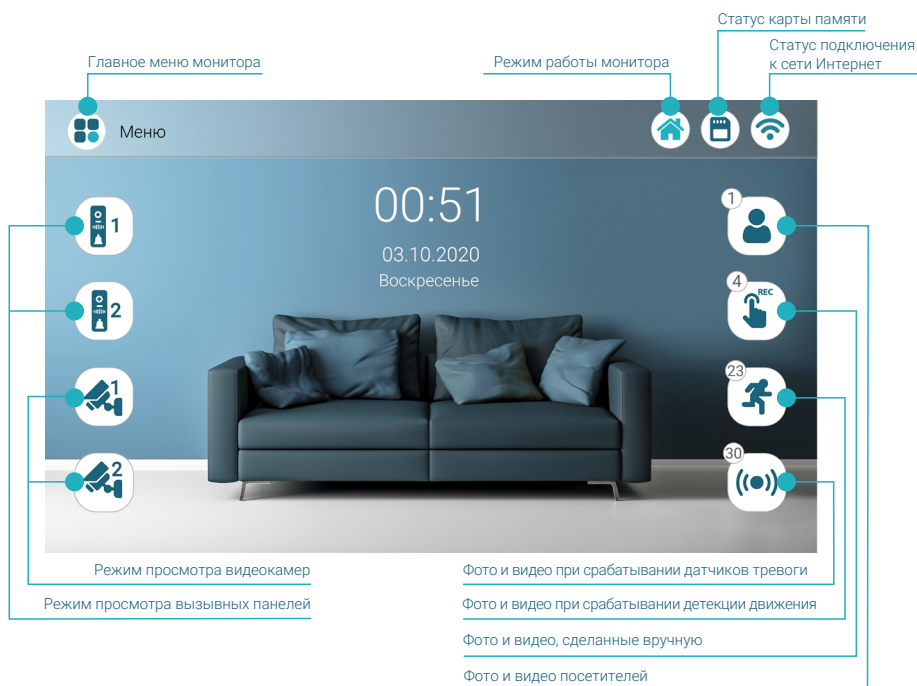 Статус карты памяти
Статус подключения
к сети Интернет
Главное меню монитора
Режим работы монитора
Меню
00:51
03.10.2020
Воскресенье
1
2
1
2
1
4
REC
23
30
Режим просмотра видеокамер
Режим просмотра вызывных панелей
Фото и видео при срабатывании датчиков тревоги
Фото и видео при срабатывании детекции движения
Фото и видео, сделанные вручную
Фото и видео посетителей